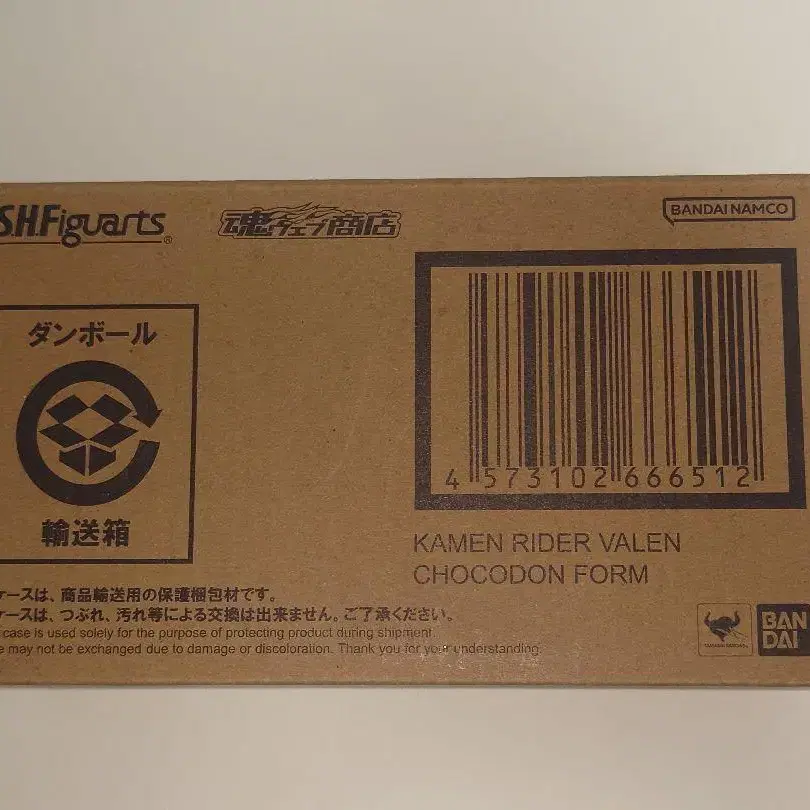 S.H.Figuarts®
魂ウェブ商店
BANDAI NAMCO
ダンボール
輸送箱
4 573102 666512
KAMEN RIDER VALEN
CHOCODON FORM
ケースは、商品輸送用の保護梱包材です。
ケースは、つぶれ、汚れ等による交換は出来ません。ご了承ください。
case is used solely for the purpose of protecting product during shipment.
may not be exchanged due to damage or discoloration. Thank you for your understanding.
BAN
DAI